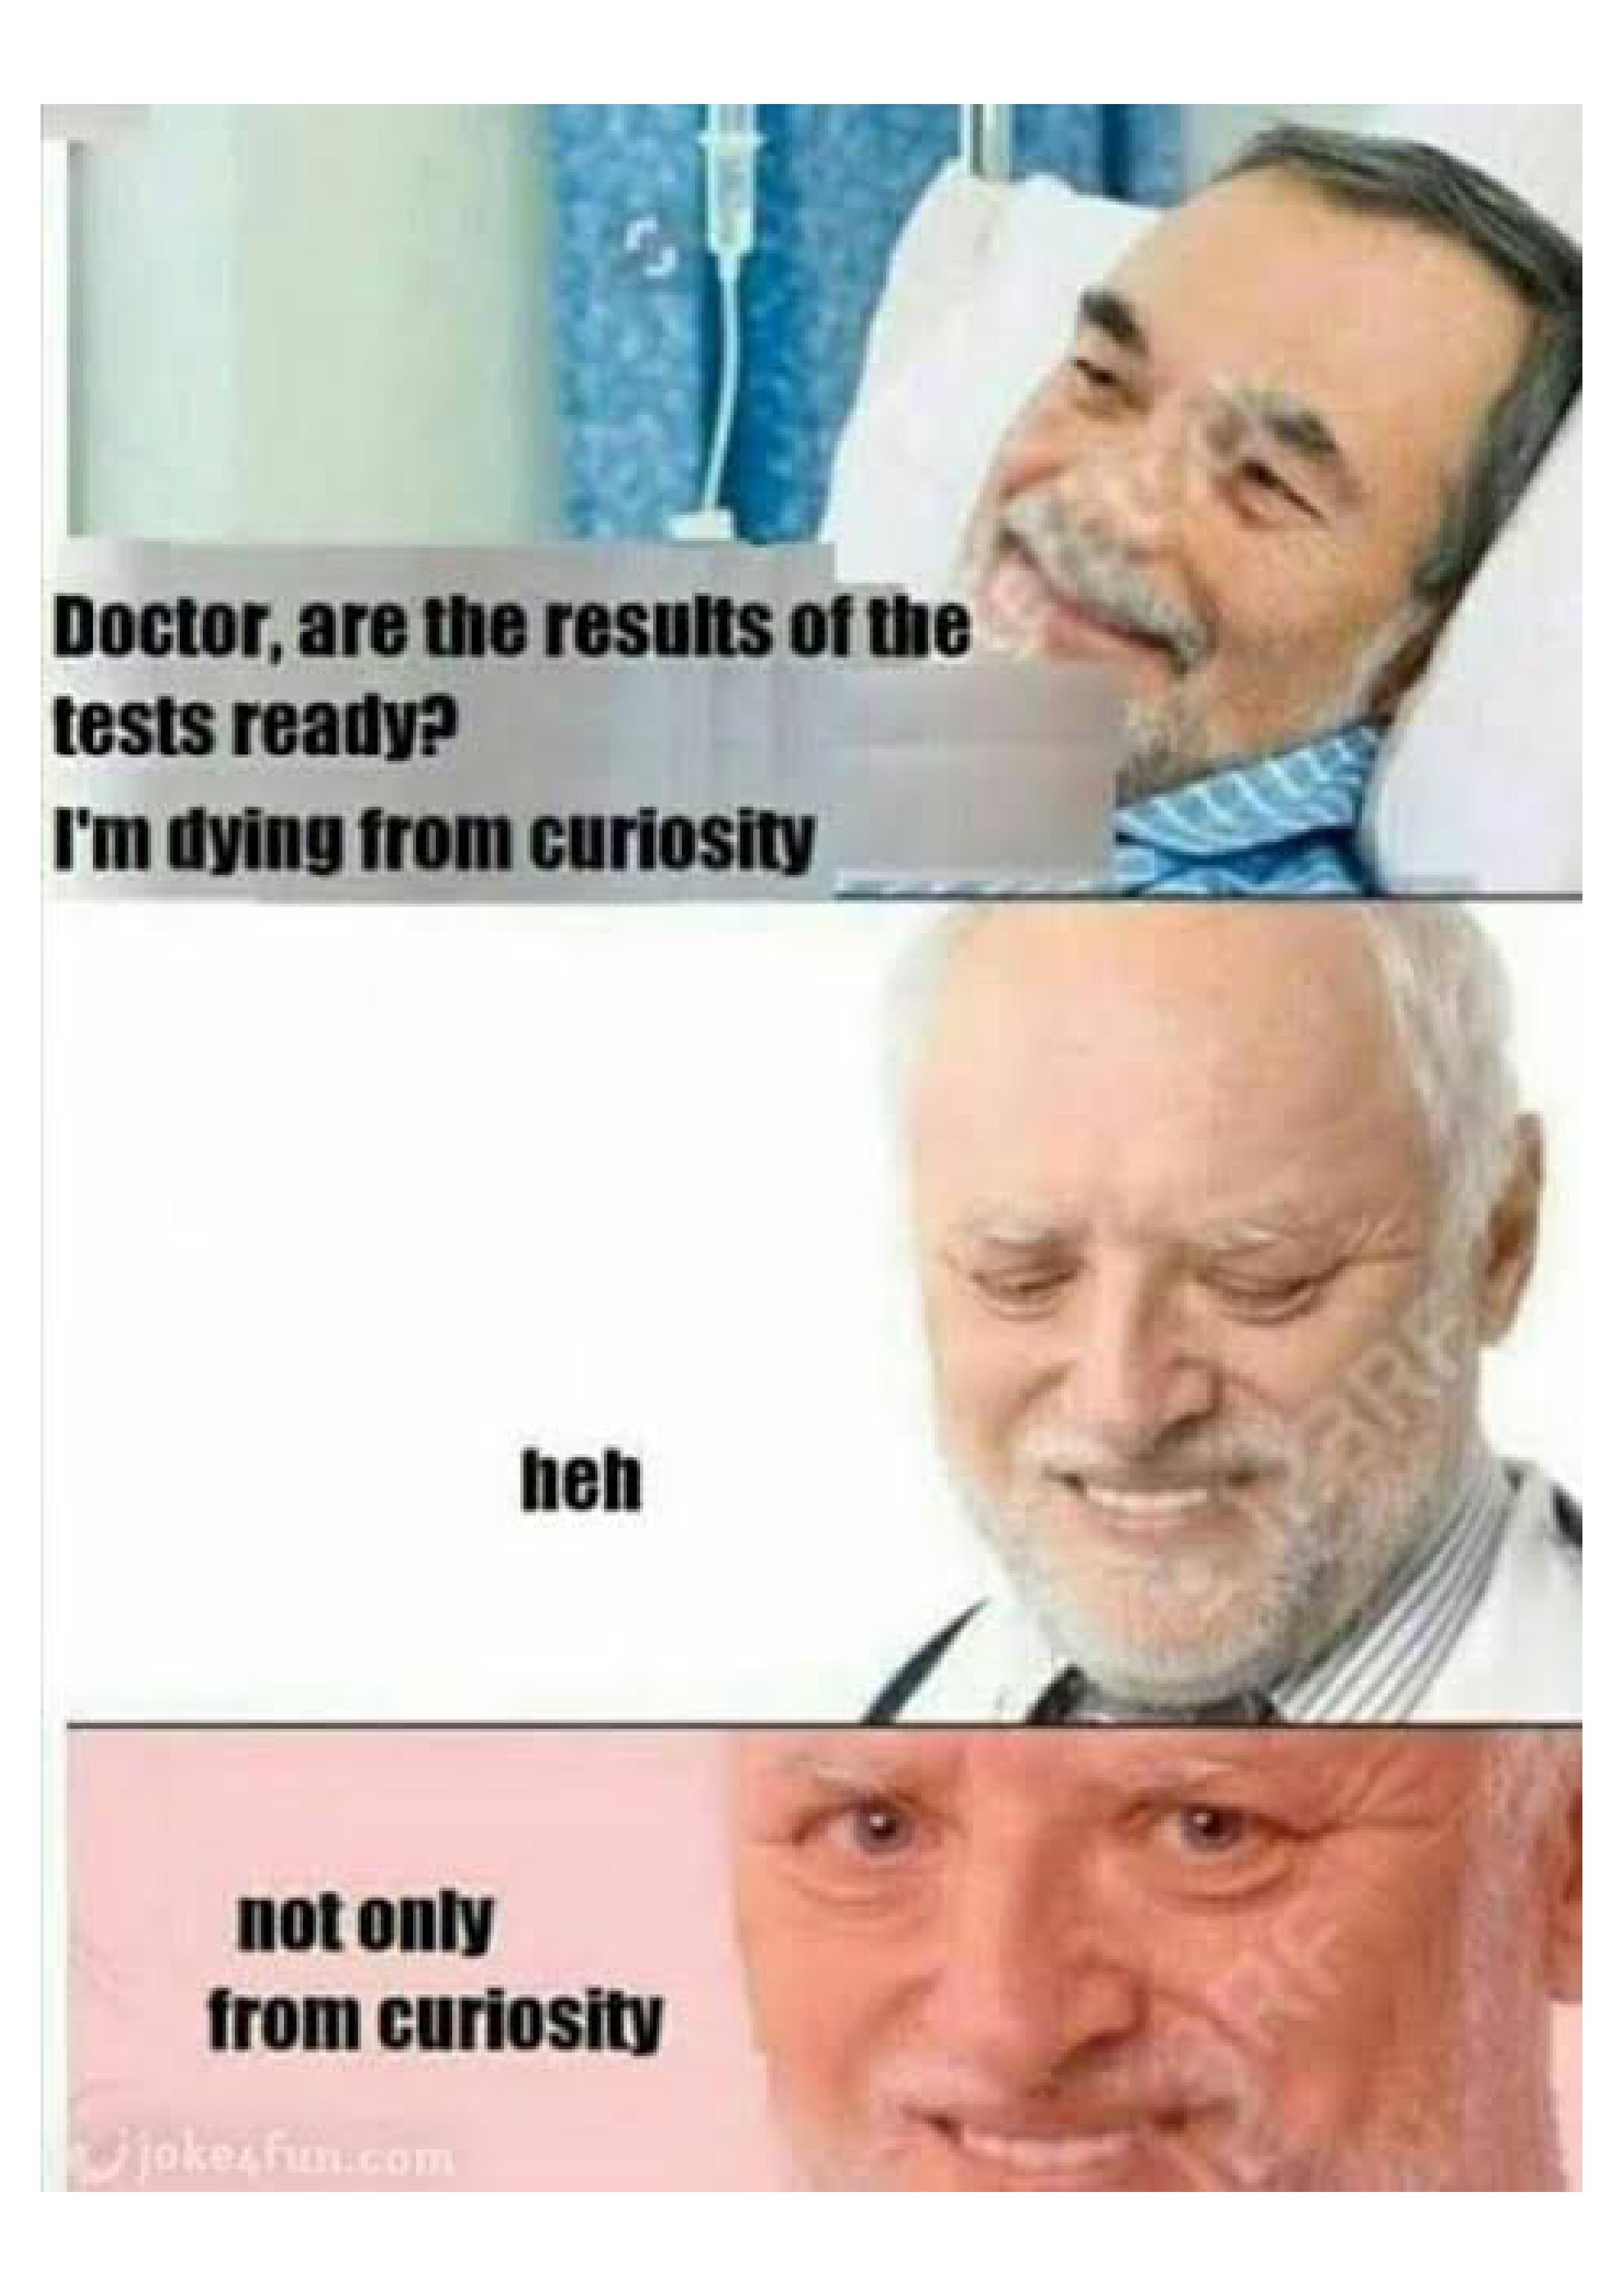 Doctor, are the results of the
tests ready?
I'm dying from curiosity
heh
not only
from curiosity
joke4fun.com